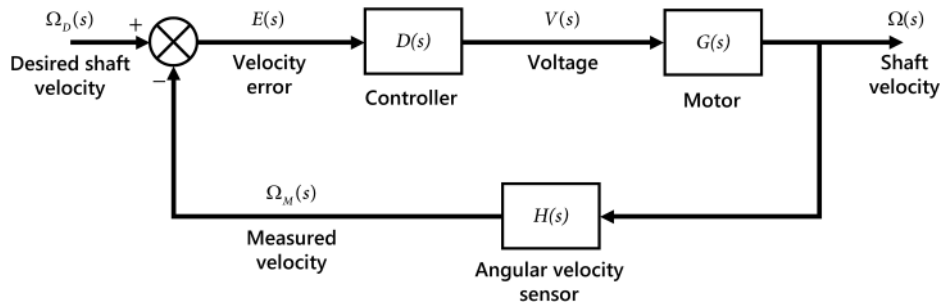 Ω_D(s)
+
E(s)
D(s)
V(s)
G(s)
Ω(s)
Desired shaft
velocity
−
Velocity
error
Controller
Voltage
Motor
Shaft
velocity
Ω_M(s)
H(s)
Measured
velocity
Angular velocity
sensor